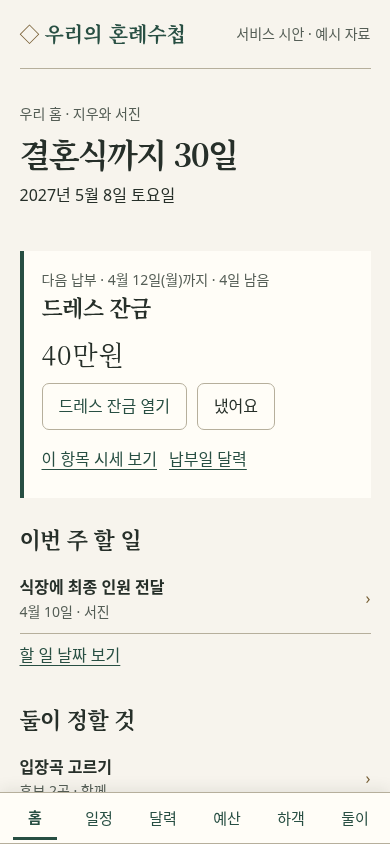 ◇ 우리의 혼례수첩
서비스 시안 · 예시 자료
우리 홈 · 지우와 서진
결혼식까지 30일
2027년 5월 8일 토요일
다음 납부 · 4월 12일(월)까지 · 4일 남음
드레스 잔금
40만원
드레스 잔금 열기
냈어요
이 항목 시세 보기 납부일 달력
이번 주 할 일
식장에 최종 인원 전달
4월 10일 · 서진
할 일 날짜 보기
둘이 정할 것
입장곡 고르기
후보 2곡 · 함께
홈 일정 달력 예산 하객 둘이